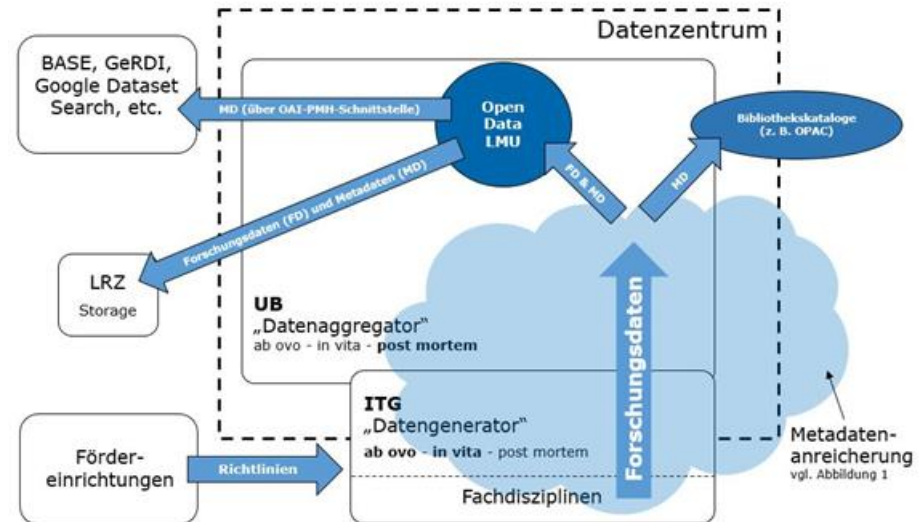 Datenzentrum
BASE, GeRDI,
Google Dataset
Search, etc.
MD (über OAI-PMH-Schnittstelle)
Open
Data
LMU
Bibliothekskataloge
(z. B. OPAC)
FD & MD
MD
Forschungsdaten (FD) und Metadaten (MD)
LRZ
Storage
UB
„Datenaggregator“
ab ovo - in vita - post mortem
Forschungsdaten
ITG
„Datengenerator“
ab ovo - in vita - post mortem
Fachdisziplinen
Förder-
einrichtungen
Richtlinien
Metadaten-
anreicherung
vgl. Abbildung 1